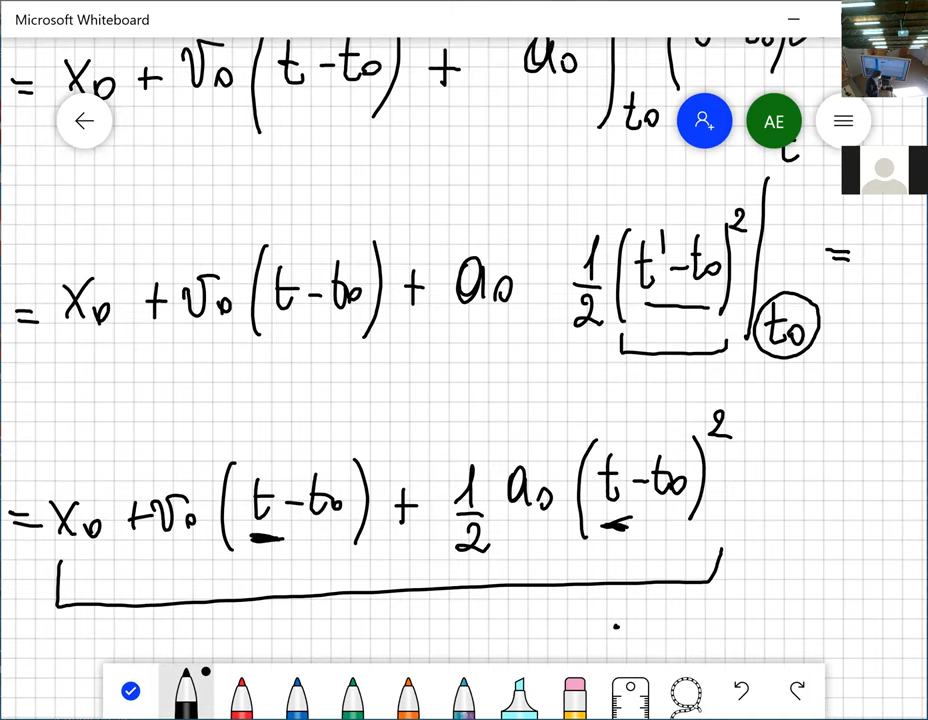 Microsoft Whiteboard
= x₀ + v₀ (t - t₀) + a₀ ∫ t₀
AE
t
= x₀ + v₀ (t - t₀) + a₀ 1/2 (t' - t₀)² | t₀ =
= x₀ + v₀ (t - t₀) + 1/2 a₀ (t - t₀)²